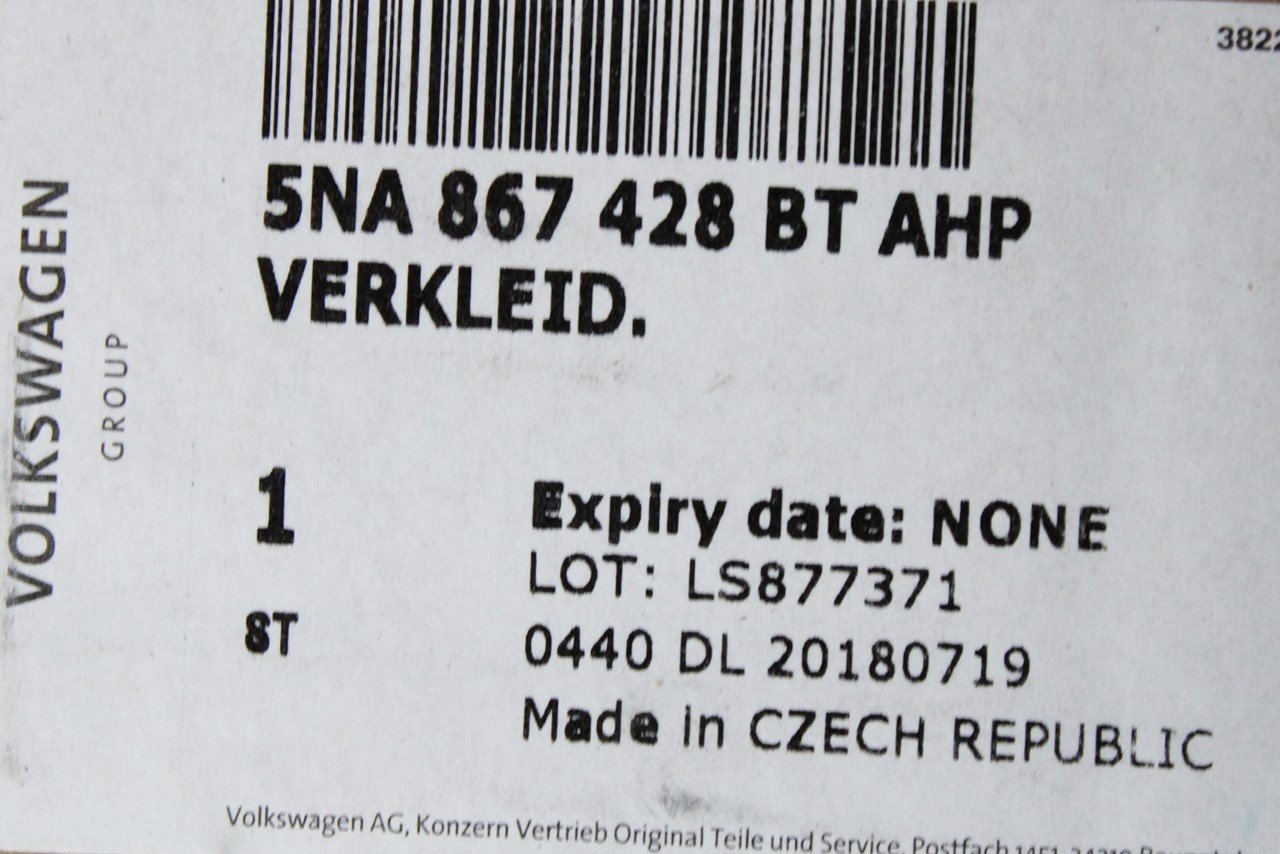 3822
5NA 867 428 BT AHP
VERKLEID.
VOLKSWAGEN
GROUP
1
ST
Expiry date: NONE
LOT: LS877371
0440 DL 20180719
Made in CZECH REPUBLIC
Volkswagen AG, Konzern Vertrieb Original Teile und Service, Postfach